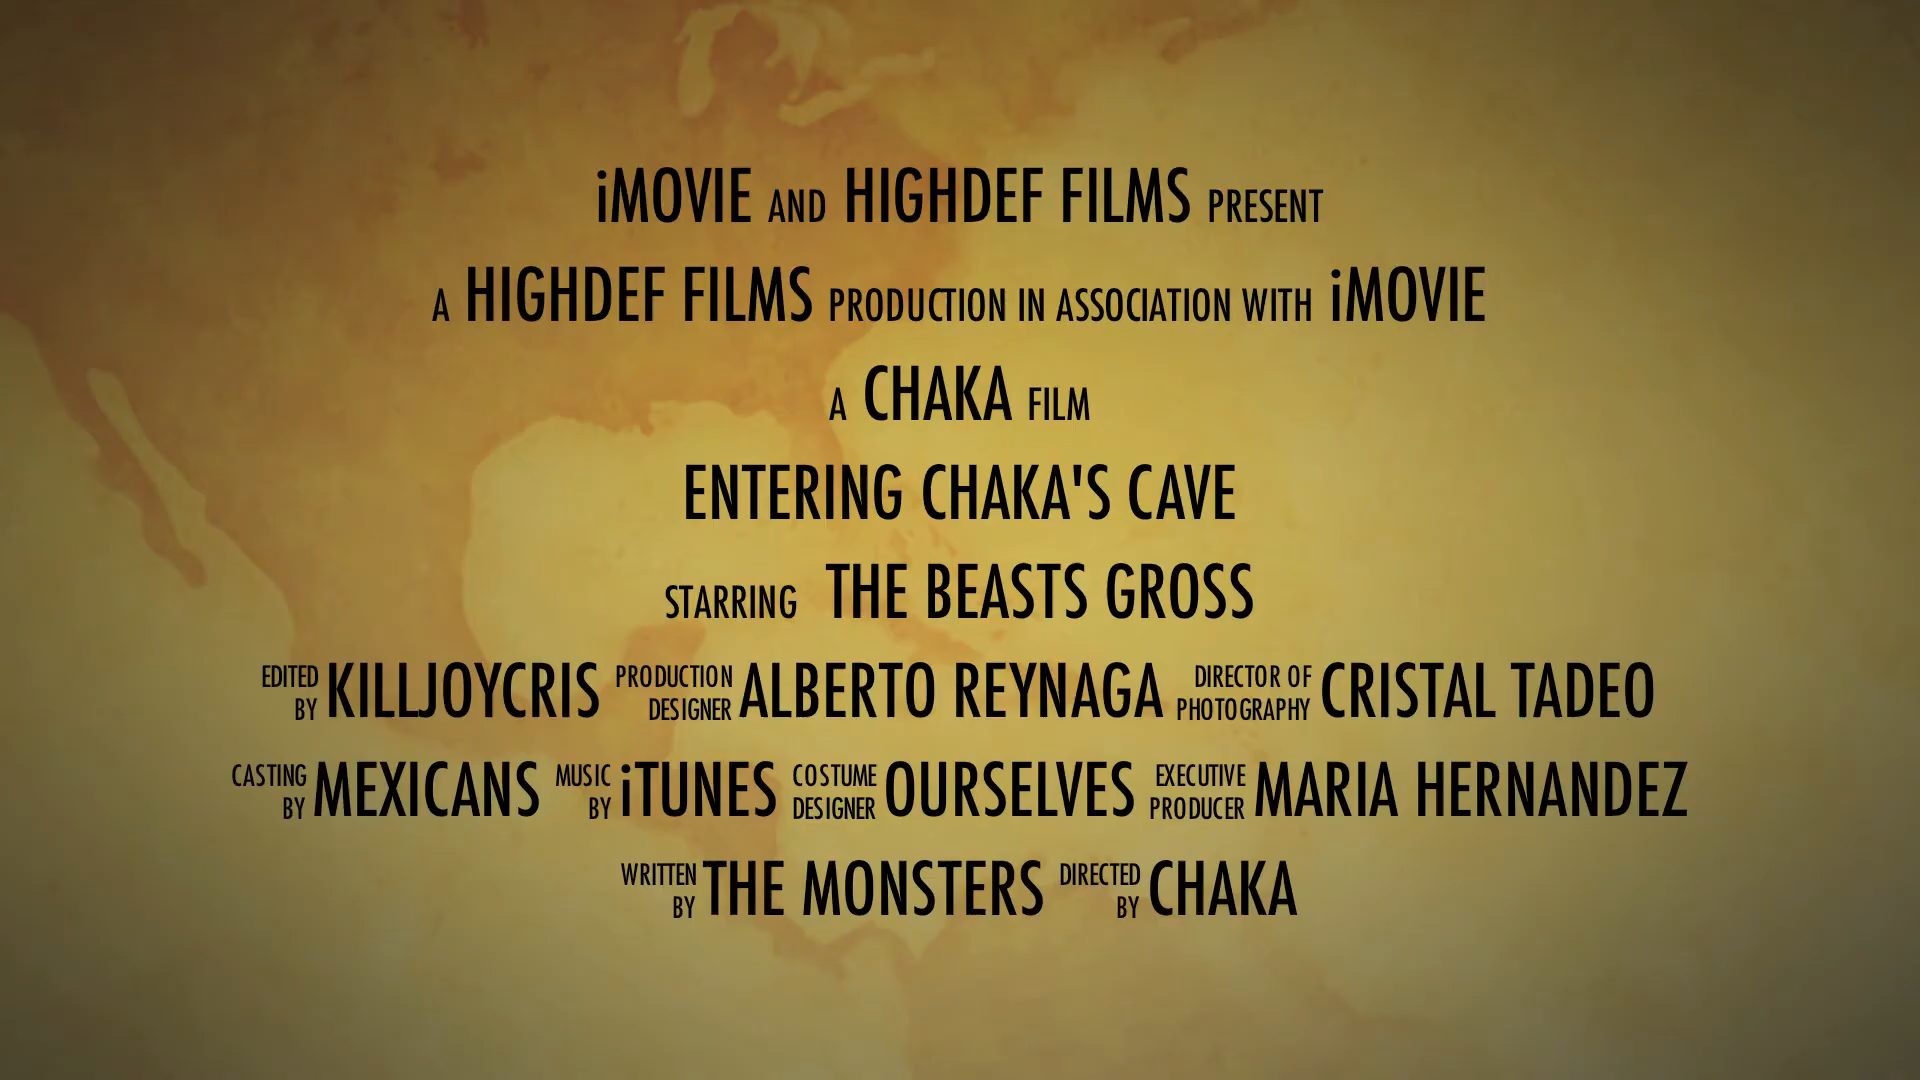 iMOVIE AND HIGHDEF FILMS PRESENT
A HIGHDEF FILMS PRODUCTION IN ASSOCIATION WITH iMOVIE
A CHAKA FILM
ENTERING CHAKA'S CAVE
STARRING THE BEASTS GROSS
EDITED BY KILLJOYCRIS PRODUCTION DESIGNER ALBERTO REYNAGA DIRECTOR OF PHOTOGRAPHY CRISTAL TADEO
CASTING BY MEXICANS MUSIC BY iTUNES COSTUME DESIGNER OURSELVES EXECUTIVE PRODUCER MARIA HERNANDEZ
WRITTEN BY THE MONSTERS DIRECTED BY CHAKA